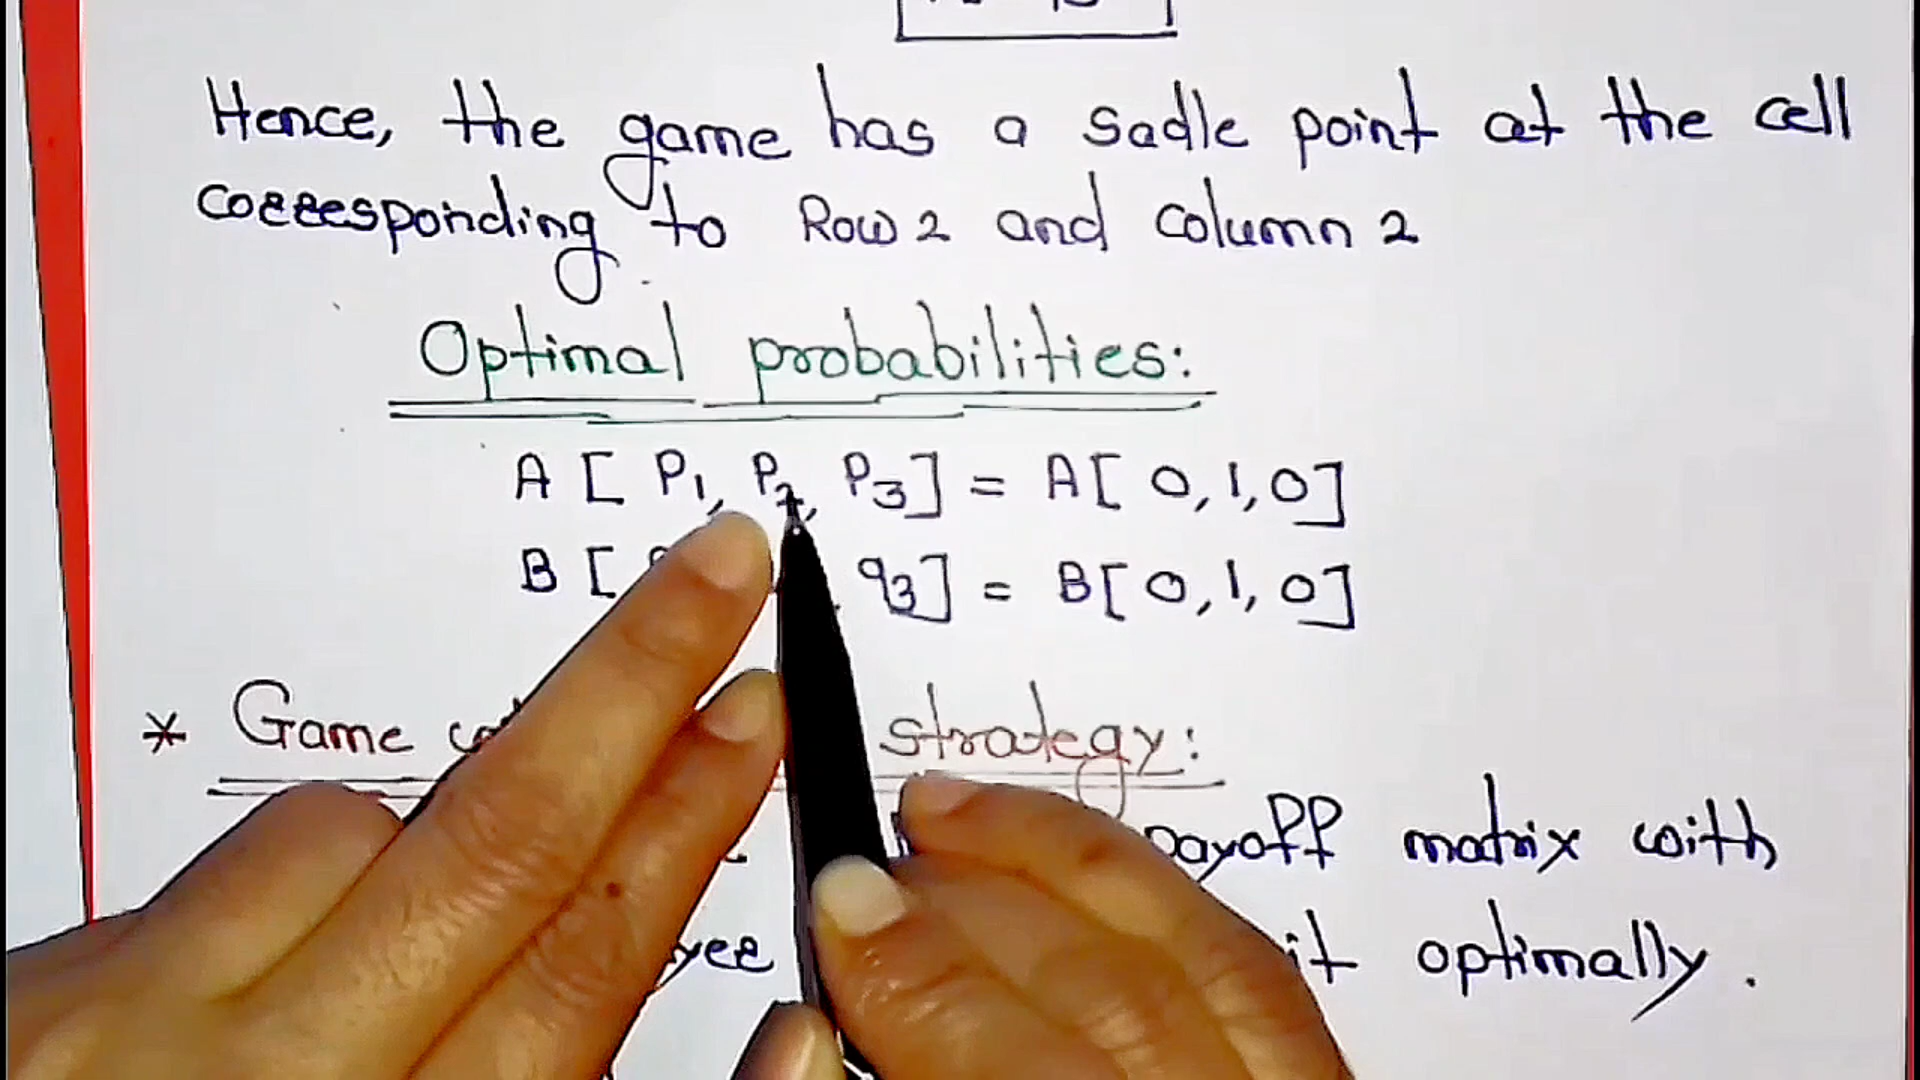 Hence, the game has a sadle point at the cell
corresponding to Row 2 and column 2
Optimal probabilities:
A [ P1, P2, P3] = A[ 0, 1, 0]
B [ q3] = B[ 0, 1, 0]
* Game strategy:
payoff matrix with
it optimally.